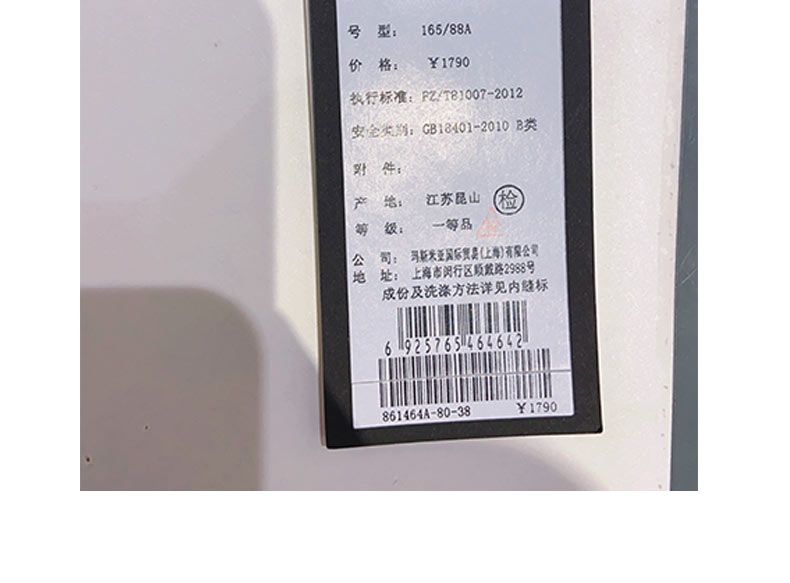 号 型： 165/88A
价 格： ￥1790
执行标准：FZ/T81007-2012
安全类别：GB18401-2010 B类
附 件：
产 地： 江苏昆山 检
等 级： 一等品
公 司： 玛斯米亚国际贸易(上海)有限公司
地 址： 上海市闵行区顺戴路2988号
成份及洗涤方法详见内缝标
6 925765 464642
861464A-80-38 ￥1790